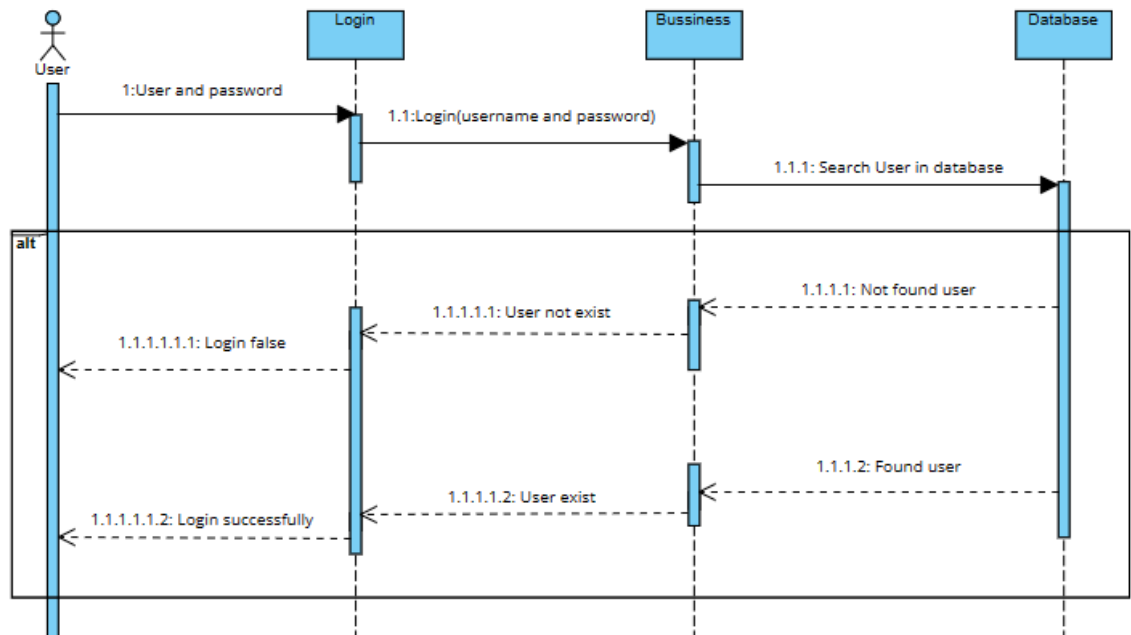 Login
Bussiness
Database
User
1:User and password
1.1:Login(username and password)
1.1.1: Search User in database
alt
1.1.1.1: Not found user
1.1.1.1.1: User not exist
1.1.1.1.1.1: Login false
1.1.1.2: Found user
1.1.1.1.2: User exist
1.1.1.1.1.2: Login successfully